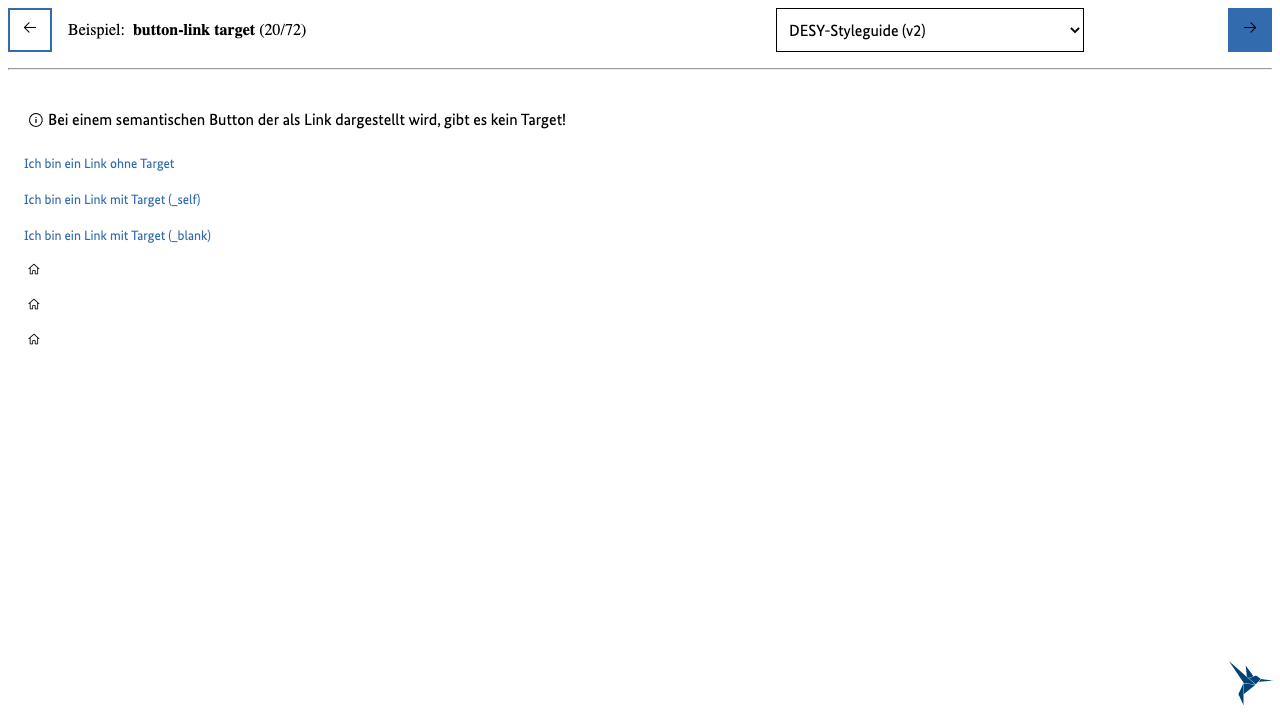 Beispiel: button-link target (20/72)
DESY-Styleguide (v2)
Bei einem semantischen Button der als Link dargestellt wird, gibt es kein Target!
Ich bin ein Link ohne Target
Ich bin ein Link mit Target (_self)
Ich bin ein Link mit Target (_blank)